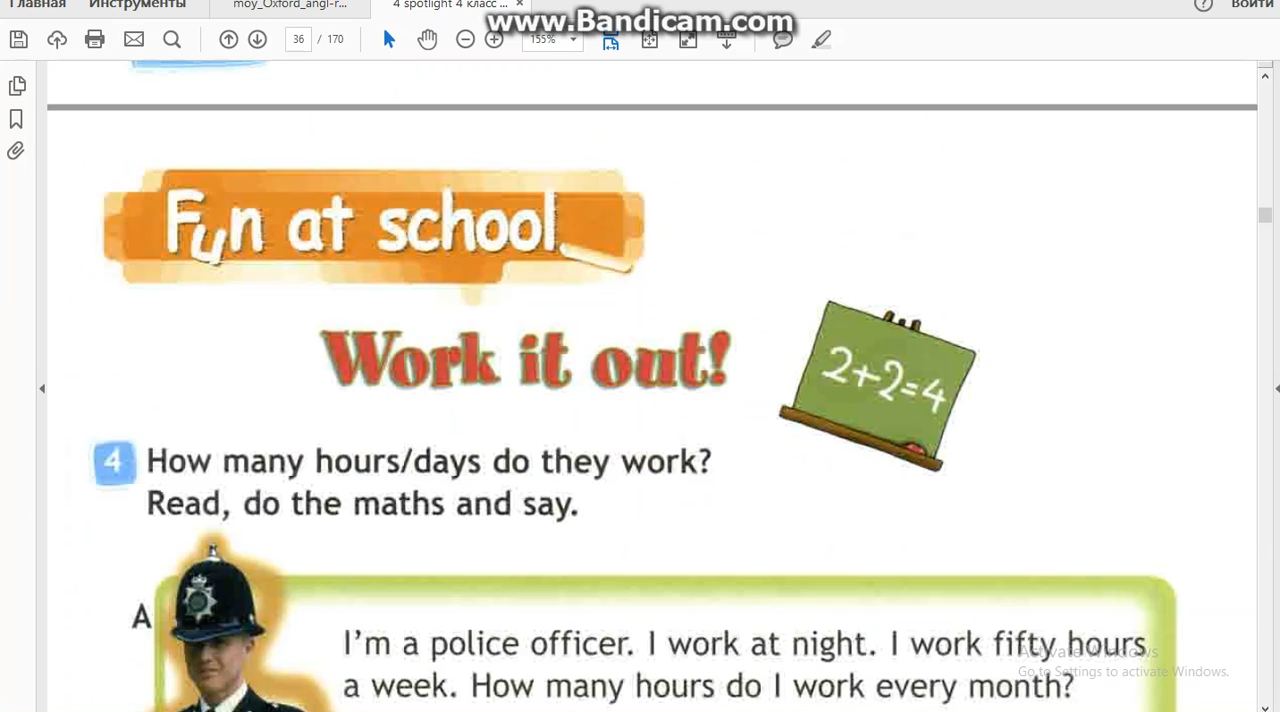 Главная
Инструменты
moy_Oxford_angl-r...
4 spotlight 4 класс ...
×
Войти
www.Bandicam.com
36
/ 170
155%
Fun at school
Work it out!
2+2=4
4
How many hours/days do they work?
Read, do the maths and say.
A
I'm a police officer. I work at night. I work fifty hours
a week. How many hours do I work every month?
Activate Windows
Go to Settings to activate Windows.